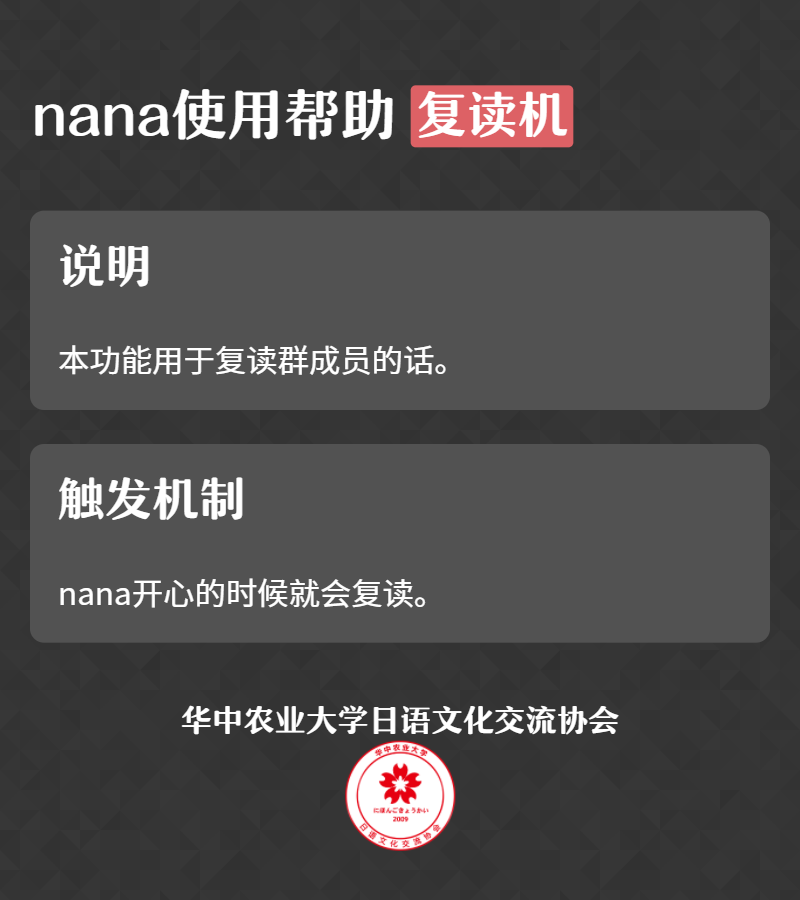 nana使用帮助 复读机
说明
本功能用于复读群成员的话。
触发机制
nana开心的时候就会复读。
华中农业大学日语文化交流协会
华中农业大学
にほんごきょうかい
2009
日语文化交流协会